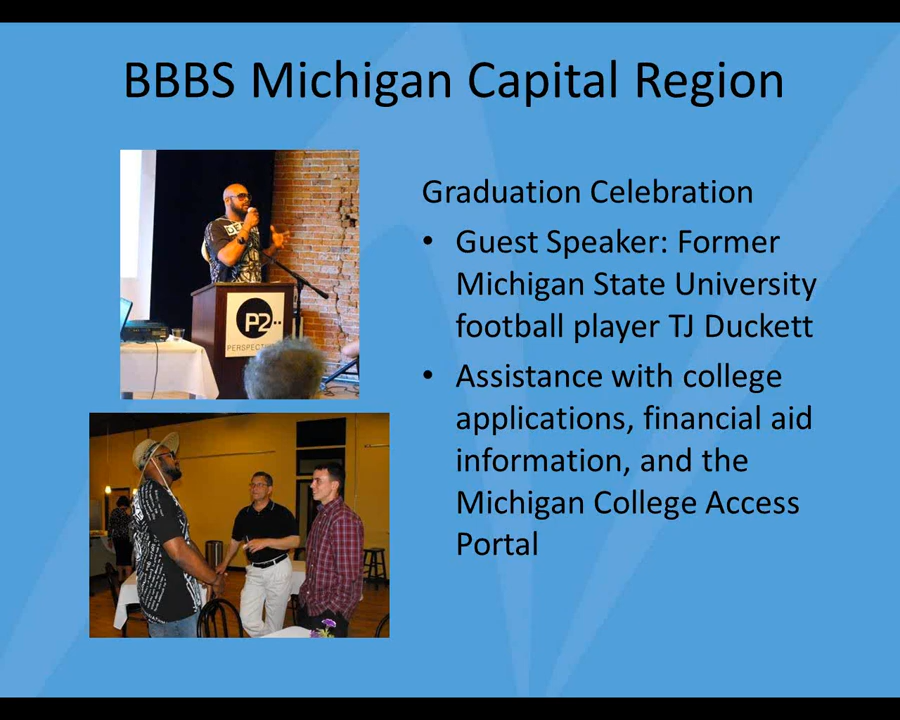 BBBS Michigan Capital Region
Graduation Celebration
• Guest Speaker: Former
Michigan State University
football player TJ Duckett
• Assistance with college
applications, financial aid
information, and the
Michigan College Access
Portal
P2